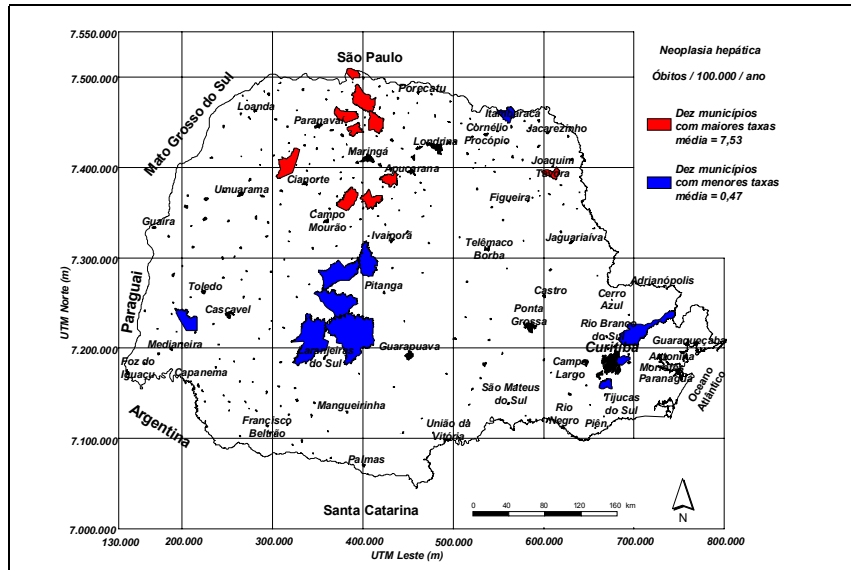 7.550.000
São Paulo
Neoplasia hepática
Óbitos / 100.000 / ano
7.500.000
Mato Grosso do Sul
Porecatu
Loanda
Paranavaí
Cornélio
Procópio
Jacarezinho
Dez municípios
com maiores taxas
média = 7,53
Londrina
Maringá
7.400.000
Apucarana
Joaquim
Távora
Dez municípios
com menores taxas
média = 0,47
Cianorte
Umuarama
Figueira
Campo
Mourão
Guaíra
Ivaiporã
Jaguariaíva
Telêmaco
Borba
7.300.000
UTM Norte (m)
Paraguai
Toledo
Pitanga
Castro
Adrianópolis
Cerro
Azul
Cascavel
Ponta
Grossa
Rio Branco
do Sul
Guaraqueçaba
7.200.000
Medianeira
Laranjeiras
do Sul
Guarapuava
Curitiba
Antonina
Foz do
Iguaçu
Capanema
Campo
Largo
Paranaguá
Oceano
Atlântico
São Mateus
do Sul
Tijucas
do Sul
Mangueirinha
Rio
Negro
Piên
Argentina
Francisco
Beltrão
União da
Vitória
7.100.000
Palmas
Santa Catarina
0 40 80 120 160 km
N
7.000.000
130.000 200.000 300.000 400.000 500.000 600.000 700.000 800.000
UTM Leste (m)